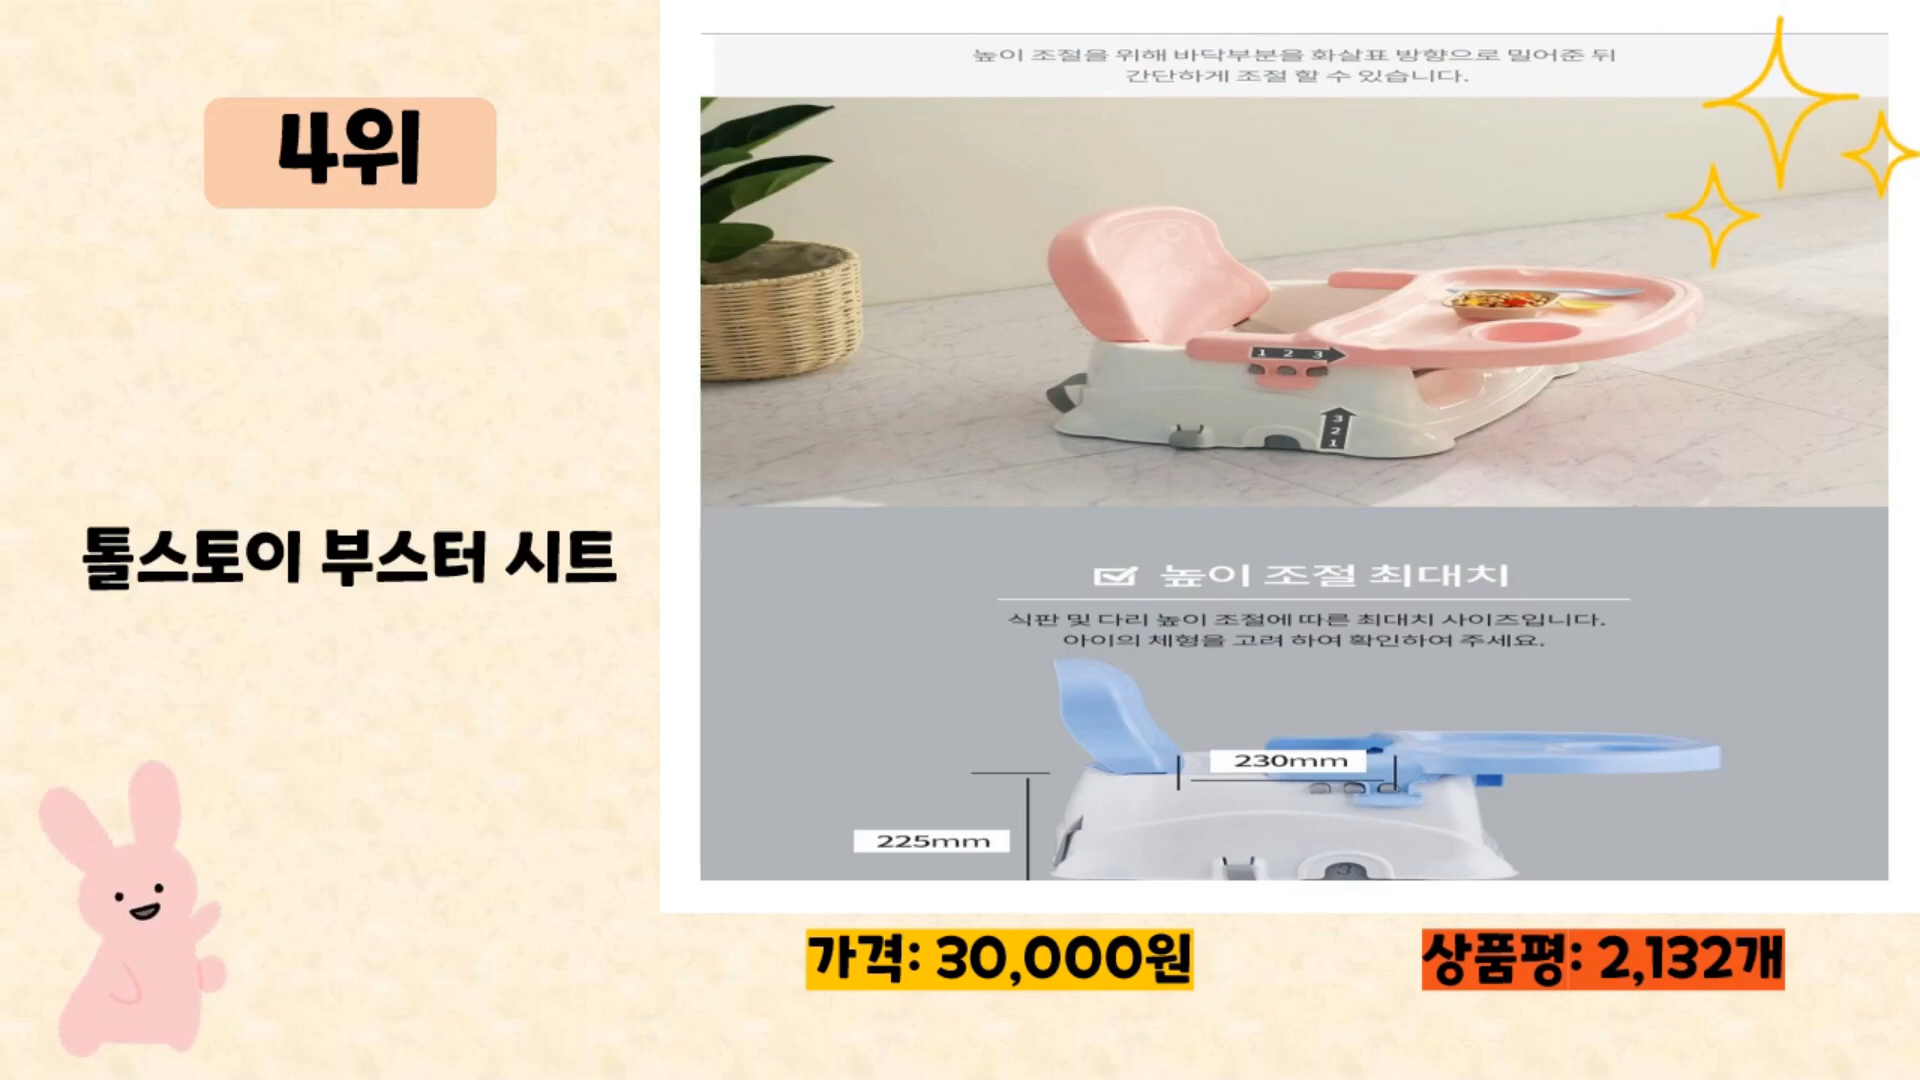 4위
톨스토이 부스터 시트
높이 조절을 위해 바닥부분을 화살표 방향으로 밀어준 뒤
간단하게 조절 할 수 있습니다.
1 2 3
3
2
1
높이 조절 최대치
식판 및 다리 높이 조절에 따른 최대치 사이즈입니다.
아이의 체형을 고려 하여 확인하여 주세요.
230mm
225mm
3
가격: 30,000원
상품평: 2,132개